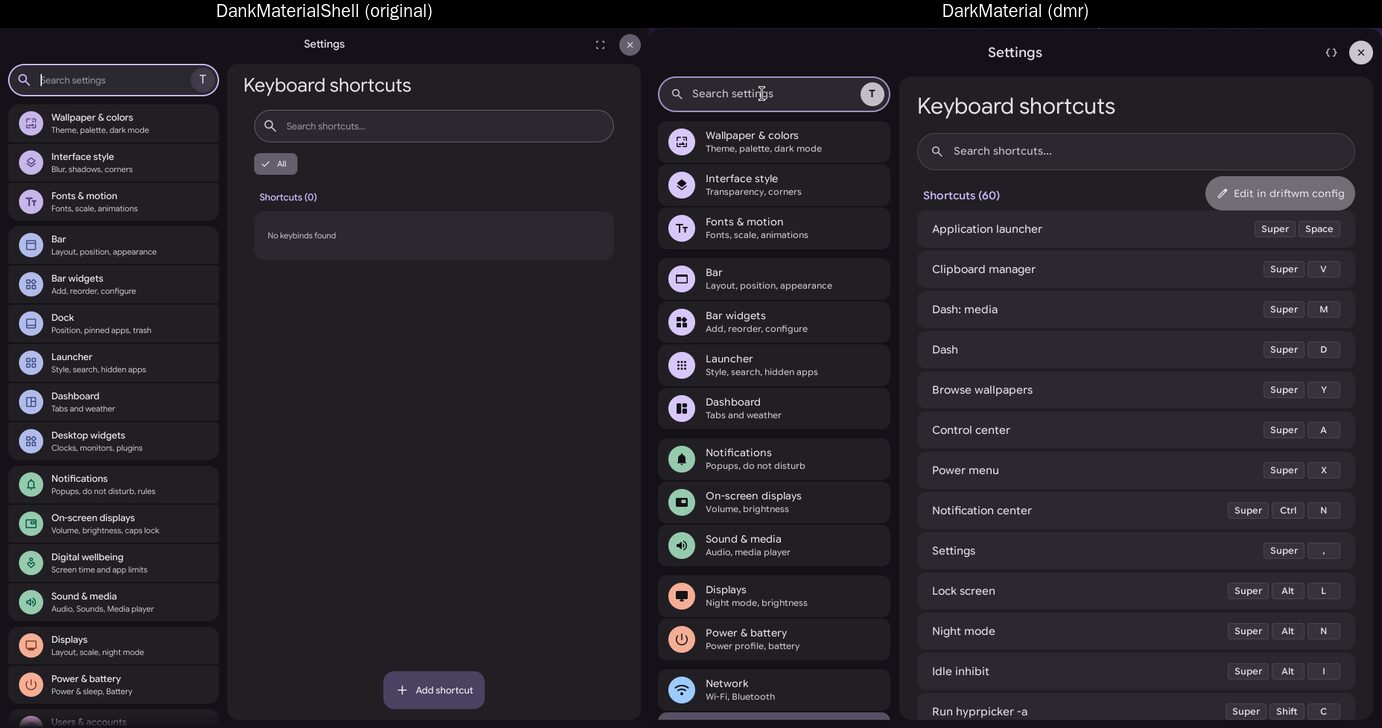 DankMaterialShell (original)
DarkMaterial (dmr)
Settings
Search settings
T
Wallpaper & colors
Theme, palette, dark mode
Interface style
Blur, shadows, corners
Fonts & motion
Fonts, scale, animations
Bar
Layout, position, appearance
Bar widgets
Add, reorder, configure
Dock
Position, pinned apps, trash
Launcher
Style, search, hidden apps
Dashboard
Tabs and weather
Desktop widgets
Clocks, monitors, plugins
Notifications
Popups, do not disturb, rules
On-screen displays
Volume, brightness, caps lock
Digital wellbeing
Screen time and app limits
Sound & media
Audio, Sounds, Media player
Displays
Layout, scale, night mode
Power & battery
Power & sleep, Battery
Users & accounts
Keyboard shortcuts
Search shortcuts...
All
Shortcuts (0)
No keybinds found
Add shortcut
Settings
Search settings
T
Wallpaper & colors
Theme, palette, dark mode
Interface style
Transparency, corners
Fonts & motion
Fonts, scale, animations
Bar
Layout, position, appearance
Bar widgets
Add, reorder, configure
Launcher
Style, search, hidden apps
Dashboard
Tabs and weather
Notifications
Popups, do not disturb
On-screen displays
Volume, brightness
Sound & media
Audio, media player
Displays
Night mode, brightness
Power & battery
Power profile, battery
Network
Wi-Fi, Bluetooth
Keyboard shortcuts
Search shortcuts...
Shortcuts (60)
Edit in driftwm config
Application launcher Super Space
Clipboard manager Super V
Dash: media Super M
Dash Super D
Browse wallpapers Super Y
Control center Super A
Power menu Super X
Notification center Super Ctrl N
Settings Super ,
Lock screen Super Alt L
Night mode Super Alt N
Idle inhibit Super Alt I
Run hyprpicker -a Super Shift C